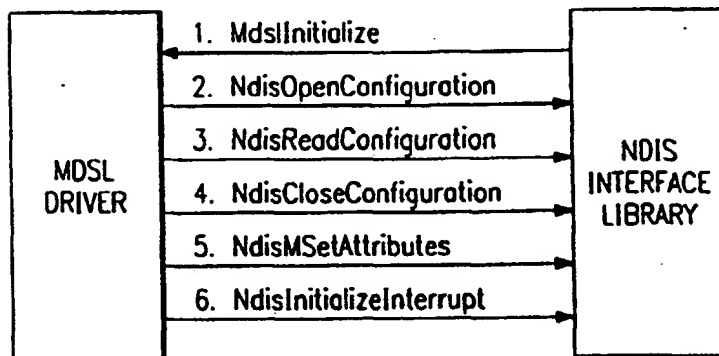 1. MdslInitialize
2. NdisOpenConfiguration
3. NdisReadConfiguration
4. NdisCloseConfiguration
5. NdisMSetAttributes
6. NdisInitializeInterrupt
MDSL
DRIVER
NDIS
INTERFACE
LIBRARY